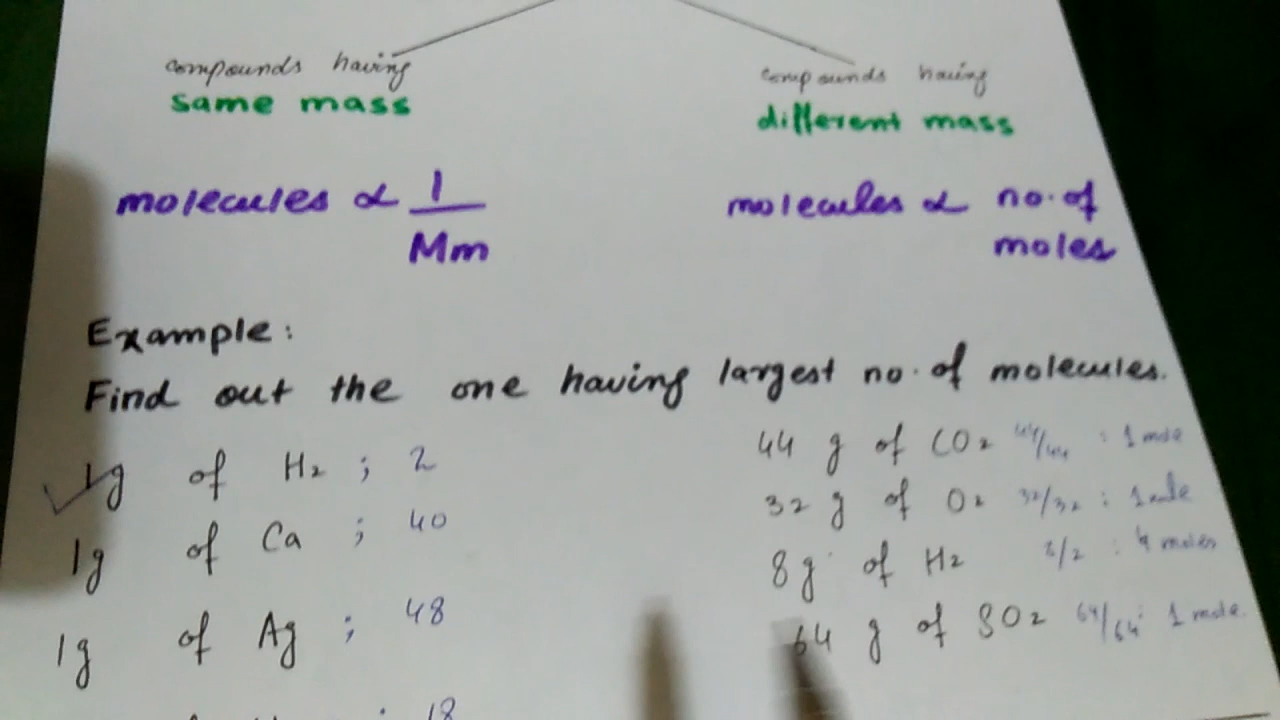 compounds having
same mass
molecules ∝ 1/Mm
compounds having
different mass
molecules ∝ no. of
moles
Example:
Find out the one having largest no. of molecules.
1g of H2 ; 2
1g of Ca ; 40
1g of Ag ; 48
18
44 g of CO2 44/44 : 1 mole
32 g of O2 32/32 : 1 mole
8g of H2 8/2 : 4 moles
64 g of SO2 64/64 : 1 mole.